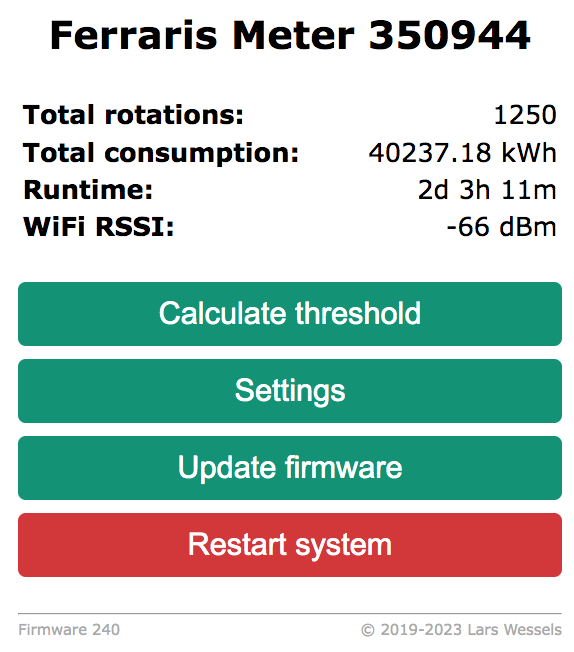 Ferraris Meter 350944
Total rotations: 1250
Total consumption: 40237.18 kWh
Runtime: 2d 3h 11m
WiFi RSSI: -66 dBm
Calculate threshold
Settings
Update firmware
Restart system
Firmware 240 © 2019-2023 Lars Wessels